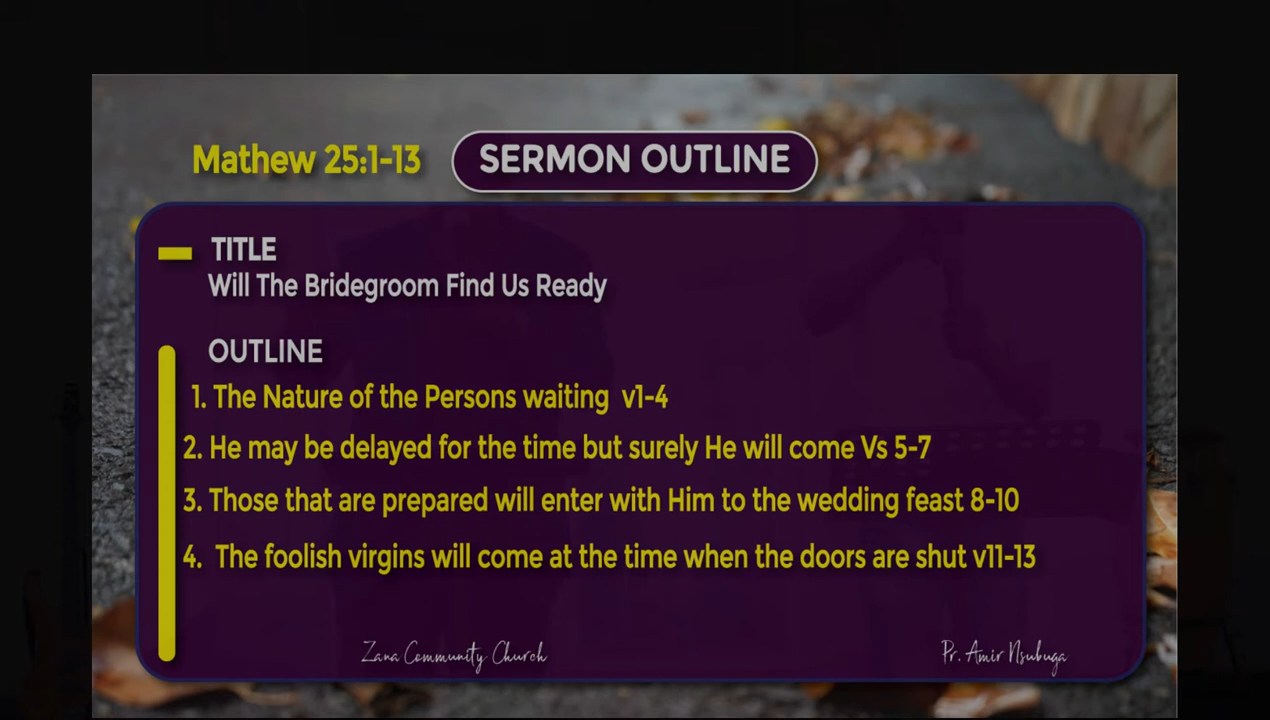 Mathew 25:1-13 SERMON OUTLINE
TITLE
Will The Bridegroom Find Us Ready
OUTLINE
1. The Nature of the Persons waiting v1-4
2. He may be delayed for the time but surely He will come Vs 5-7
3. Those that are prepared will enter with Him to the wedding feast 8-10
4. The foolish virgins will come at the time when the doors are shut v11-13
Zana Community Church Pr. Amir Nsubuga